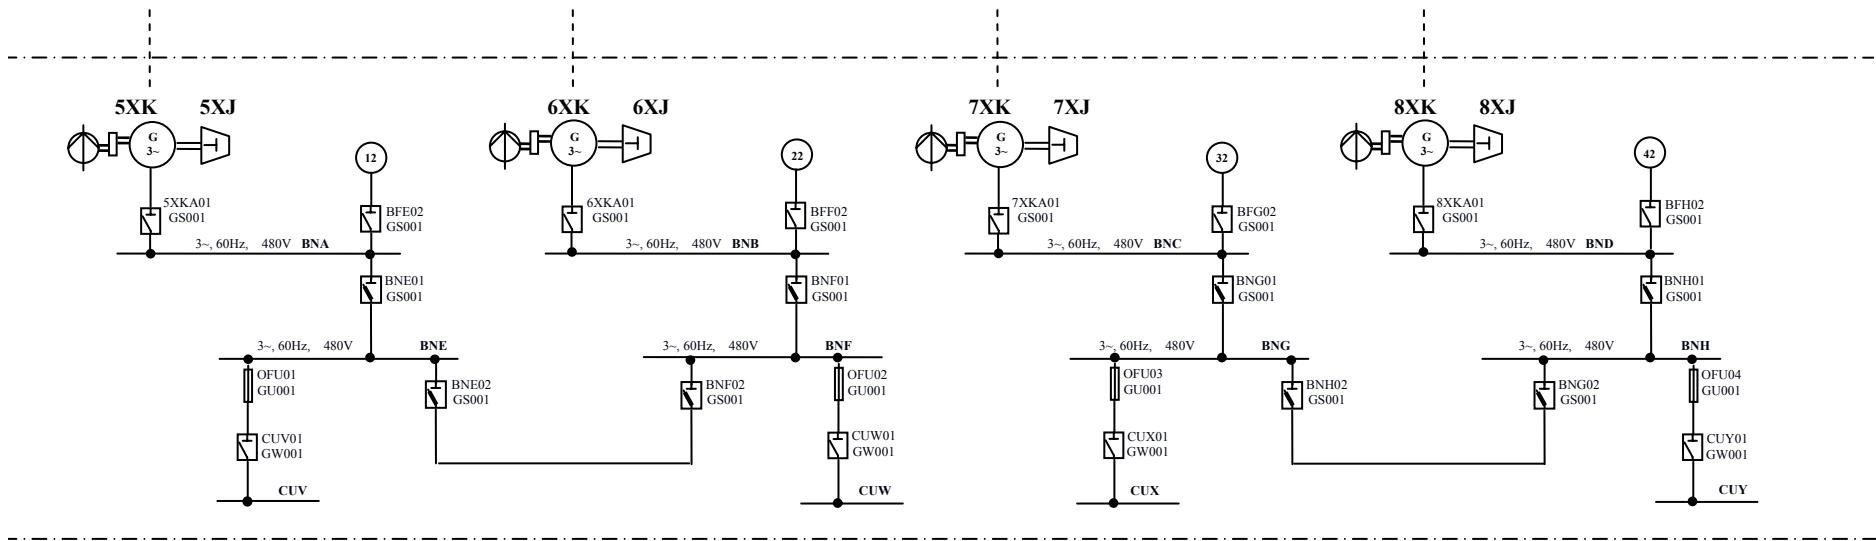 5XK 5XJ 6XK 6XJ 7XK 7XJ 8XK 8XJ
G
3~
12
G
3~
22
G
3~
32
G
3~
42
5XKA01
GS001
BFE02
GS001
6XKA01
GS001
BFF02
GS001
7XKA01
GS001
BFG02
GS001
8XKA01
GS001
BFH02
GS001
3~, 60Hz, 480V BNA
3~, 60Hz, 480V BNB
3~, 60Hz, 480V BNC
3~, 60Hz, 480V BND
BNE01
GS001
BNF01
GS001
BNG01
GS001
BNH01
GS001
3~, 60Hz, 480V BNE
3~, 60Hz, 480V BNF
3~, 60Hz, 480V BNG
3~, 60Hz, 480V BNH
OFU01
GU001
BNE02
GS001
BNF02
GS001
OFU02
GU001
OFU03
GU001
BNH02
GS001
BNG02
GS001
OFU04
GU001
CUV01
GW001
CUW01
GW001
CUX01
GW001
CUY01
GW001
CUV
CUW
CUX
CUY